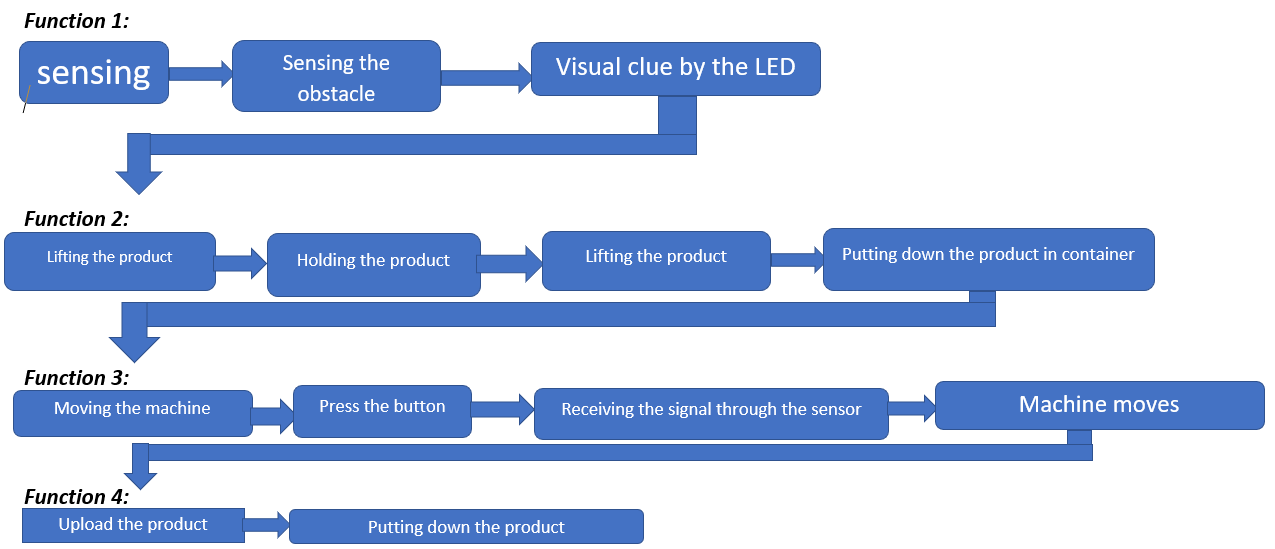 Function 1:
sensing
Sensing the
obstacle
Visual clue by the LED
Function 2:
Lifting the product
Holding the product
Lifting the product
Putting down the product in container
Function 3:
Moving the machine
Press the button
Receiving the signal through the sensor
Machine moves
Function 4:
Upload the product
Putting down the product